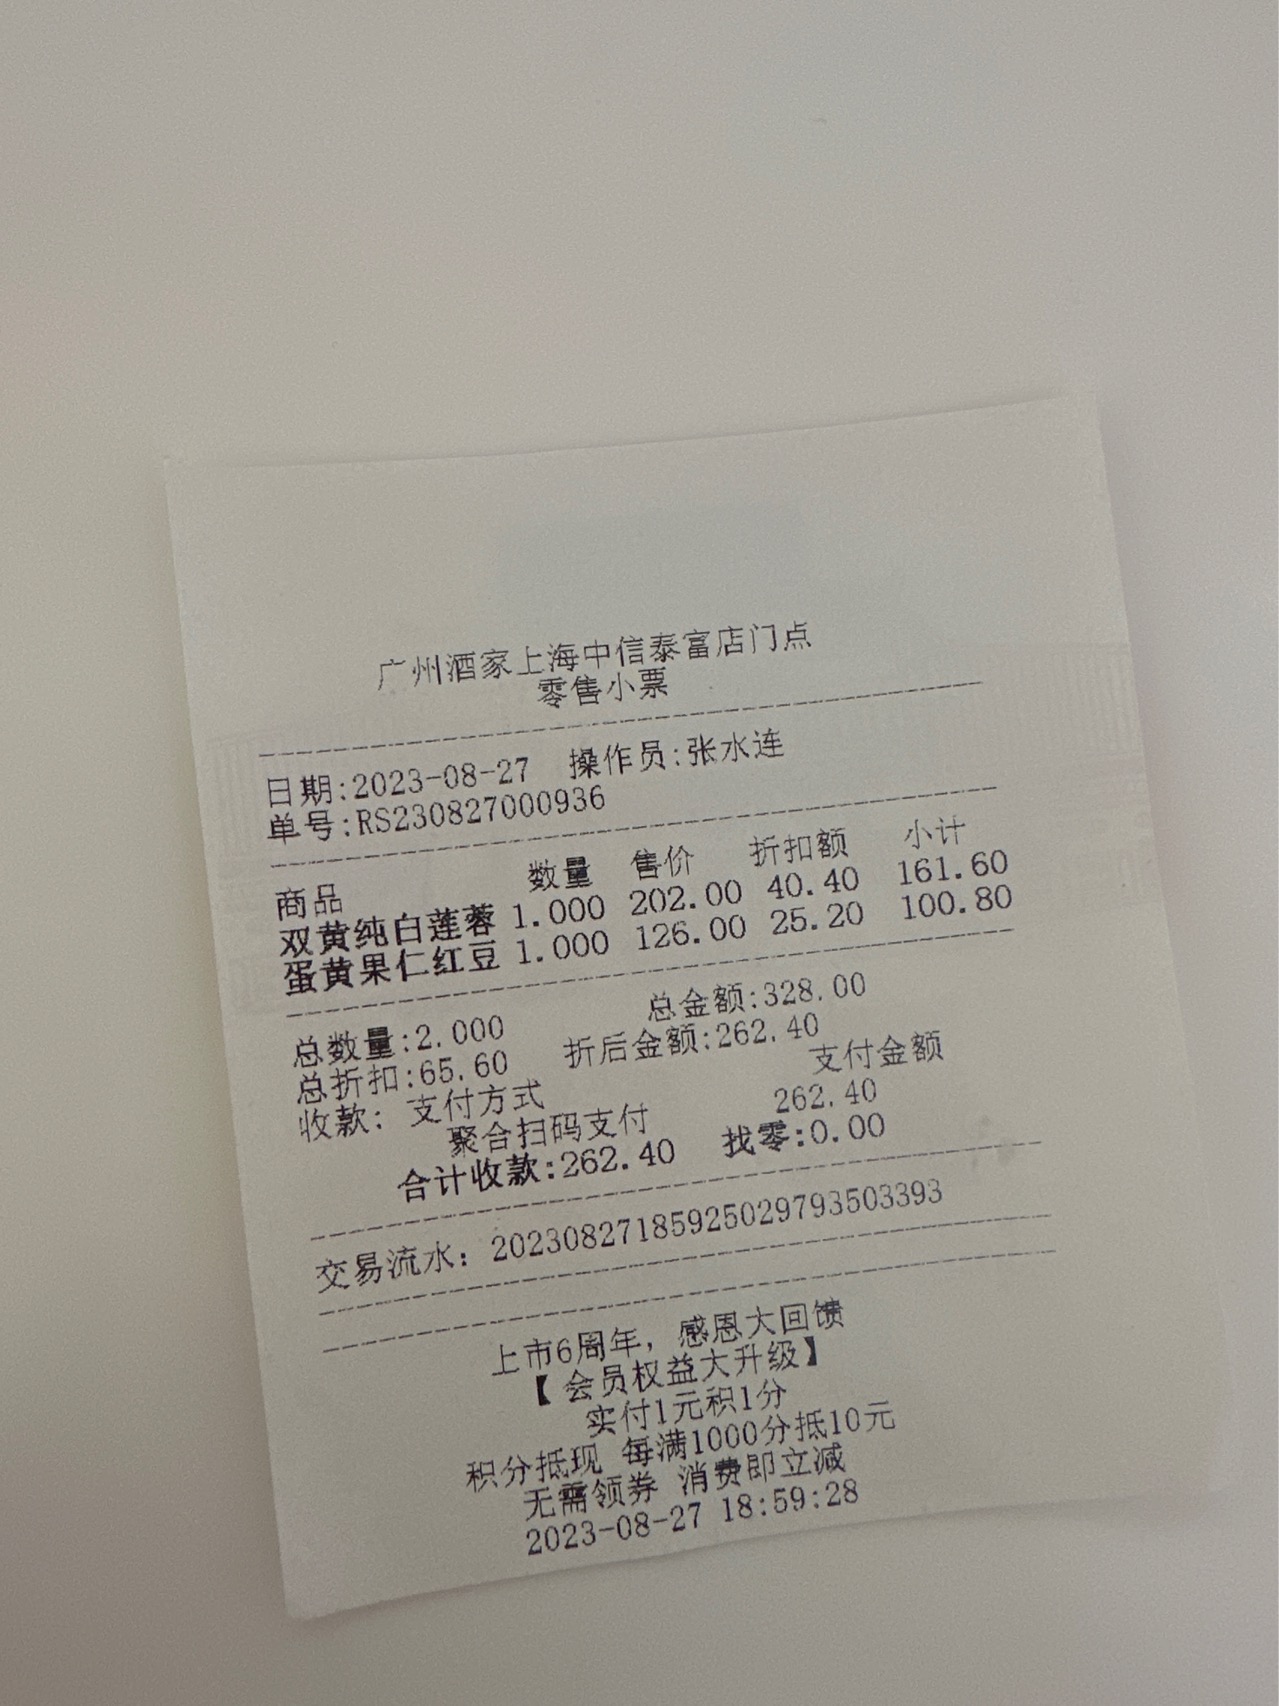 广州酒家上海中信泰富店门点
零售小票
日期:2023-08-27 操作员:张水连
单号:RS230827000936
商品 数量 售价 折扣额 小计
双黄纯白莲蓉 1.000 202.00 40.40 161.60
蛋黄果仁红豆 1.000 126.00 25.20 100.80
总数量:2.000 总金额:328.00
总折扣:65.60 折后金额:262.40
收款: 支付方式 支付金额
聚合扫码支付 262.40
合计收款:262.40 找零:0.00
交易流水: 2023082718592502979350​3393
上市6周年，感恩大回馈
【 会员权益大升级】
实付1元积1分
积分抵现 每满1000分抵10元
无需领券 消费即立减
2023-08-27 18:59:28